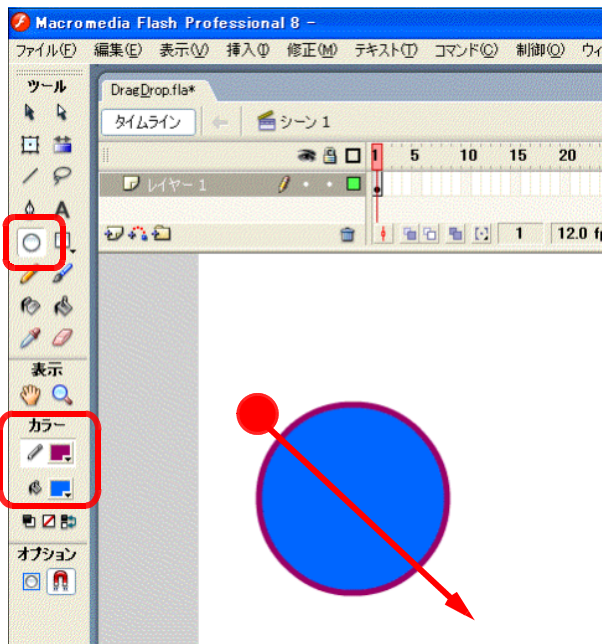 Macromedia Flash Professional 8 -
ファイル(F) 編集(E) 表示(V) 挿入(I) 修正(M) テキスト(T) コマンド(C) 制御(O) ウィ
ツール
DragDrop.fla*
タイムライン シーン 1
1 5 10 15 20
レイヤー 1
1 12.0 fp
A
表示
カラー
オプション